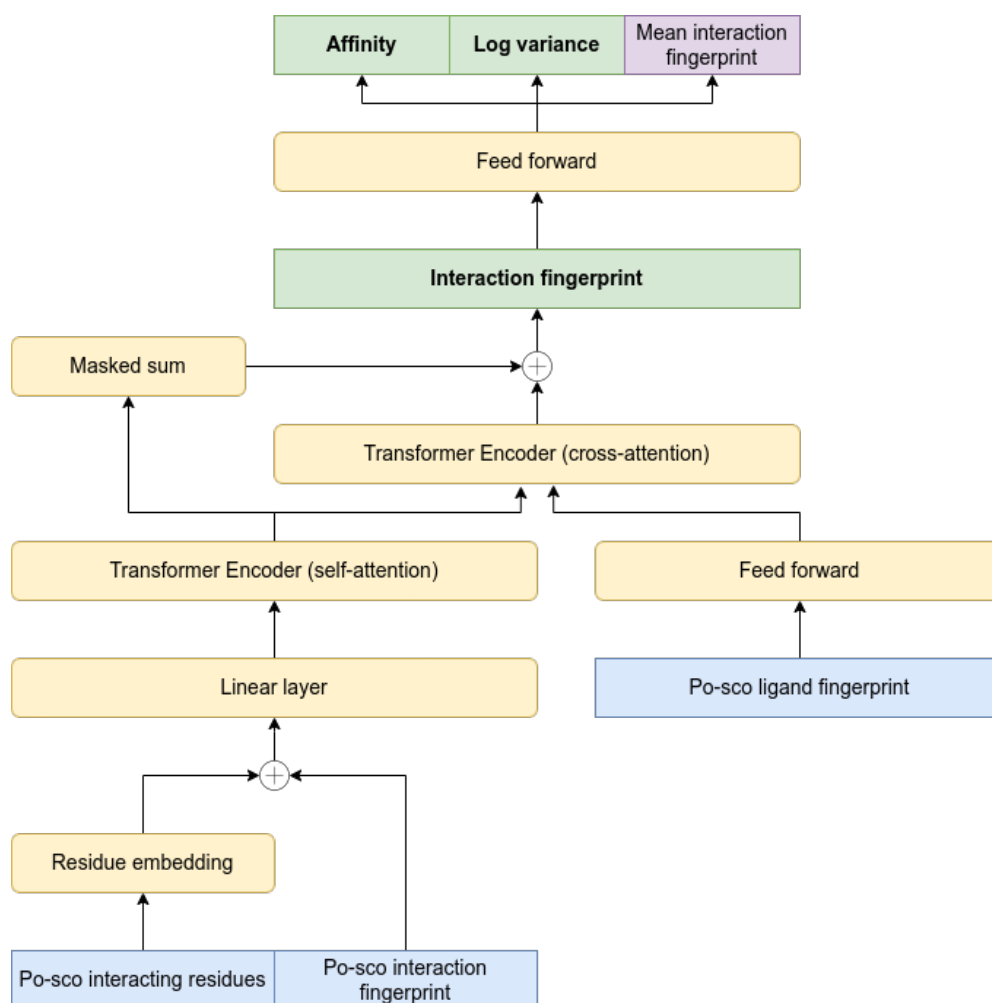 Affinity
Log variance
Mean interaction
fingerprint
Feed forward
Interaction fingerprint
Masked sum
Transformer Encoder (cross-attention)
Transformer Encoder (self-attention)
Feed forward
Linear layer
Po-sco ligand fingerprint
Residue embedding
Po-sco interacting residues
Po-sco interaction
fingerprint